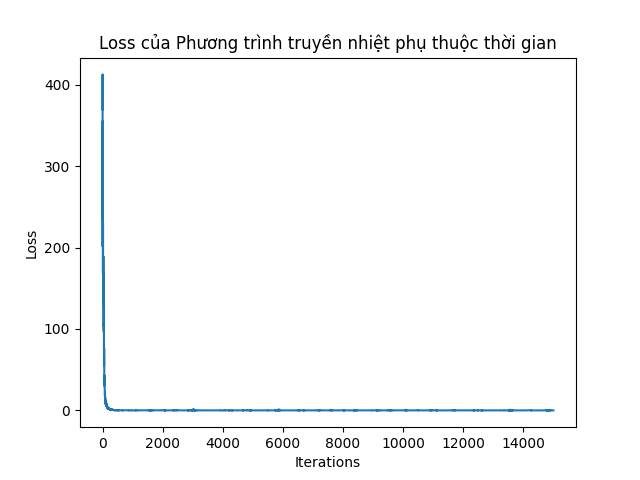 Loss của Phương trình truyền nhiệt phụ thuộc thời gian
400
300
200
100
0
Loss
0 2000 4000 6000 8000 10000 12000 14000
Iterations